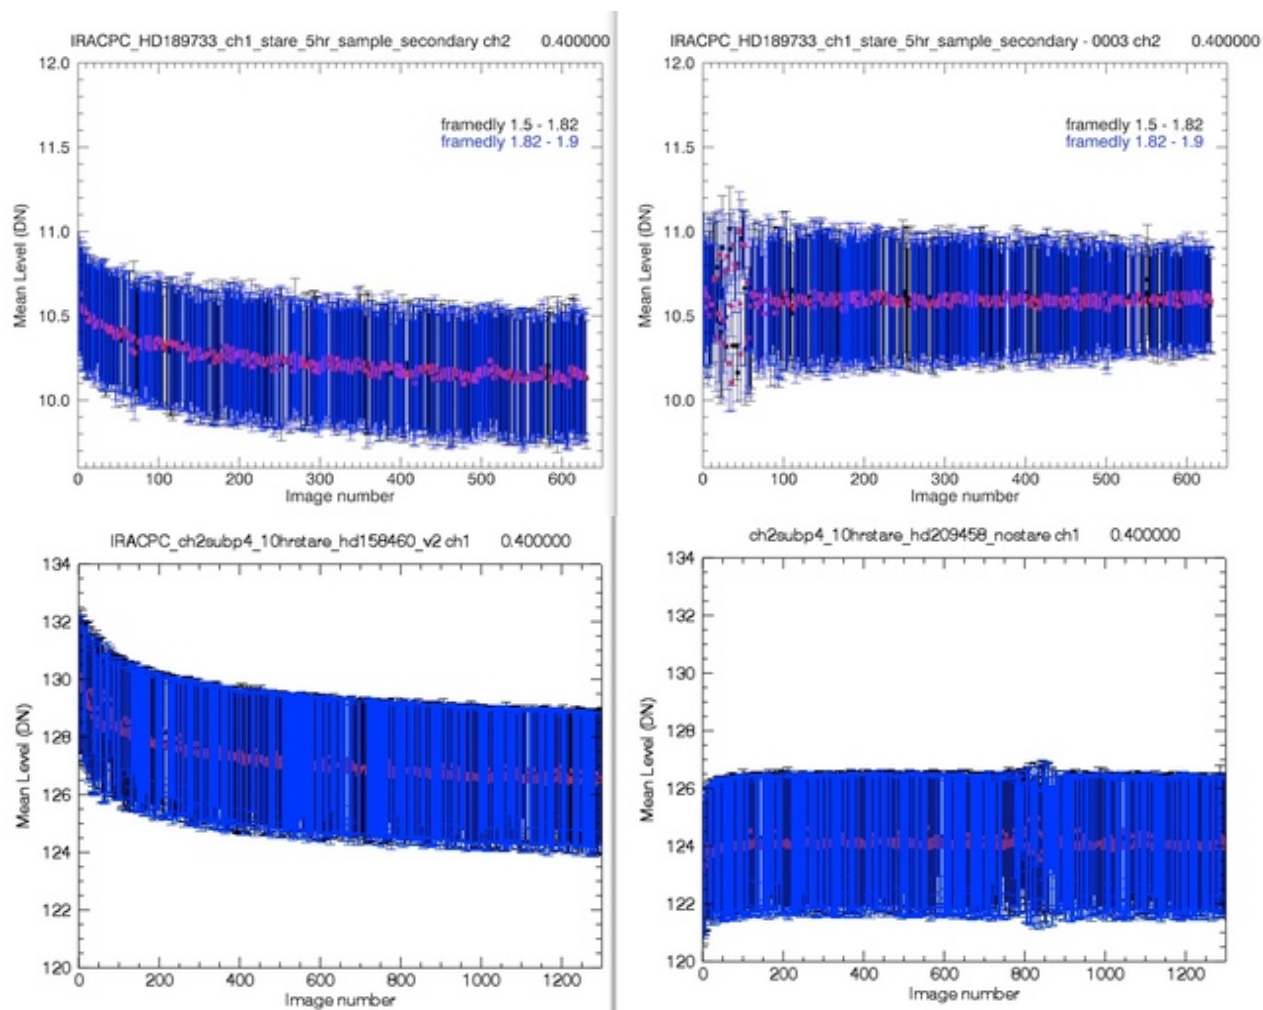 IRACPC_HD189733_ch1_stare_5hr_sample_secondary ch2 0.400000
12.0
11.5
11.0
10.5
10.0
Mean Level (DN)
framedly 1.5 - 1.82
framedly 1.82 - 1.9
0 100 200 300 400 500 600
Image number
IRACPC_HD189733_ch1_stare_5hr_sample_secondary - 0003 ch2 0.400000
12.0
11.5
11.0
10.5
10.0
Mean Level (DN)
framedly 1.5 - 1.82
framedly 1.82 - 1.9
0 100 200 300 400 500 600
Image number
IRACPC_ch2subp4_10hrstare_hd158460_v2 ch1 0.400000
134
132
130
128
126
124
122
120
Mean Level (DN)
0 200 400 600 800 1000 1200
Image number
ch2subp4_10hrstare_hd209458_nostare ch1 0.400000
134
132
130
128
126
124
122
120
Mean Level (DN)
0 200 400 600 800 1000 1200
Image number